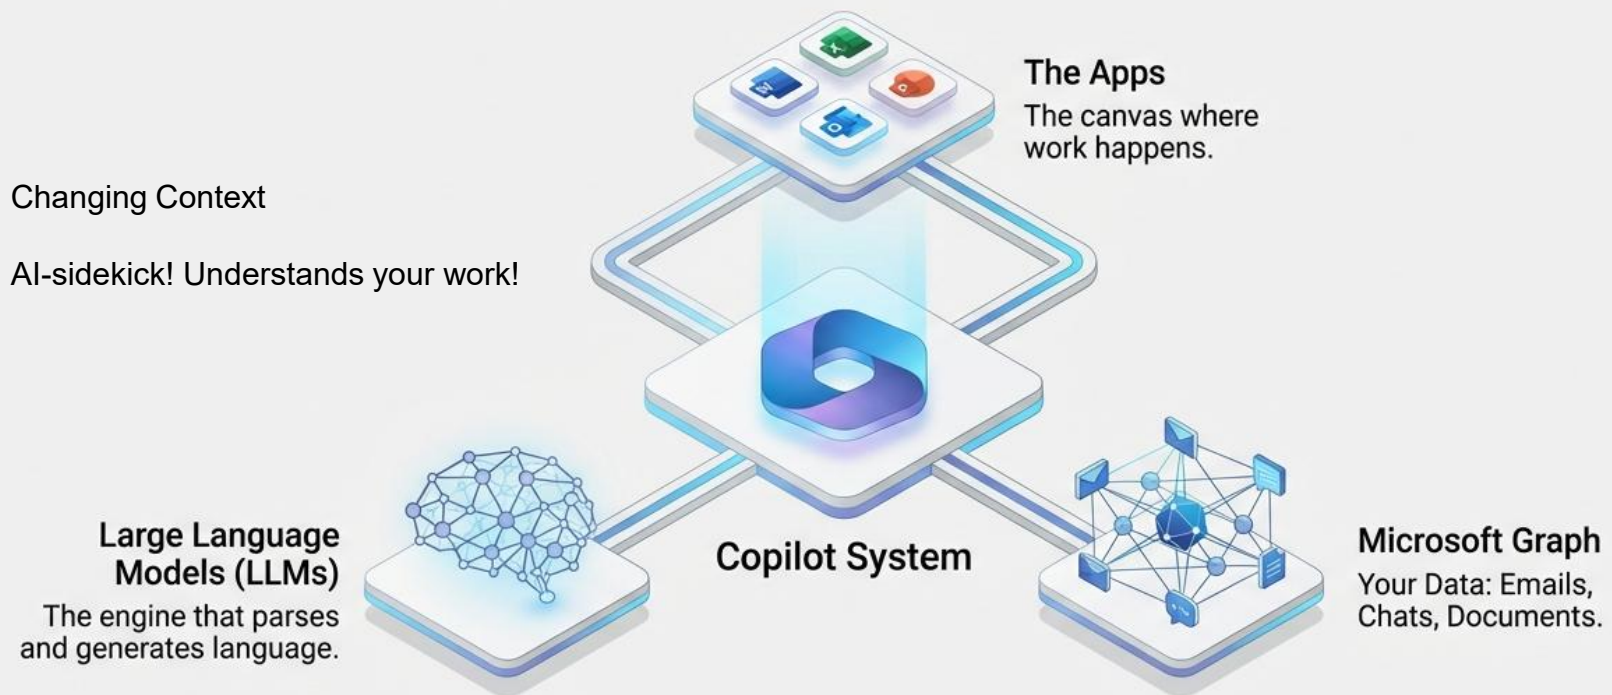 The Apps
The canvas where
work happens.
Changing Context
AI-sidekick! Understands your work!
Large Language
Models (LLMs)
The engine that parses
and generates language.
Copilot System
Microsoft Graph
Your Data: Emails,
Chats, Documents.